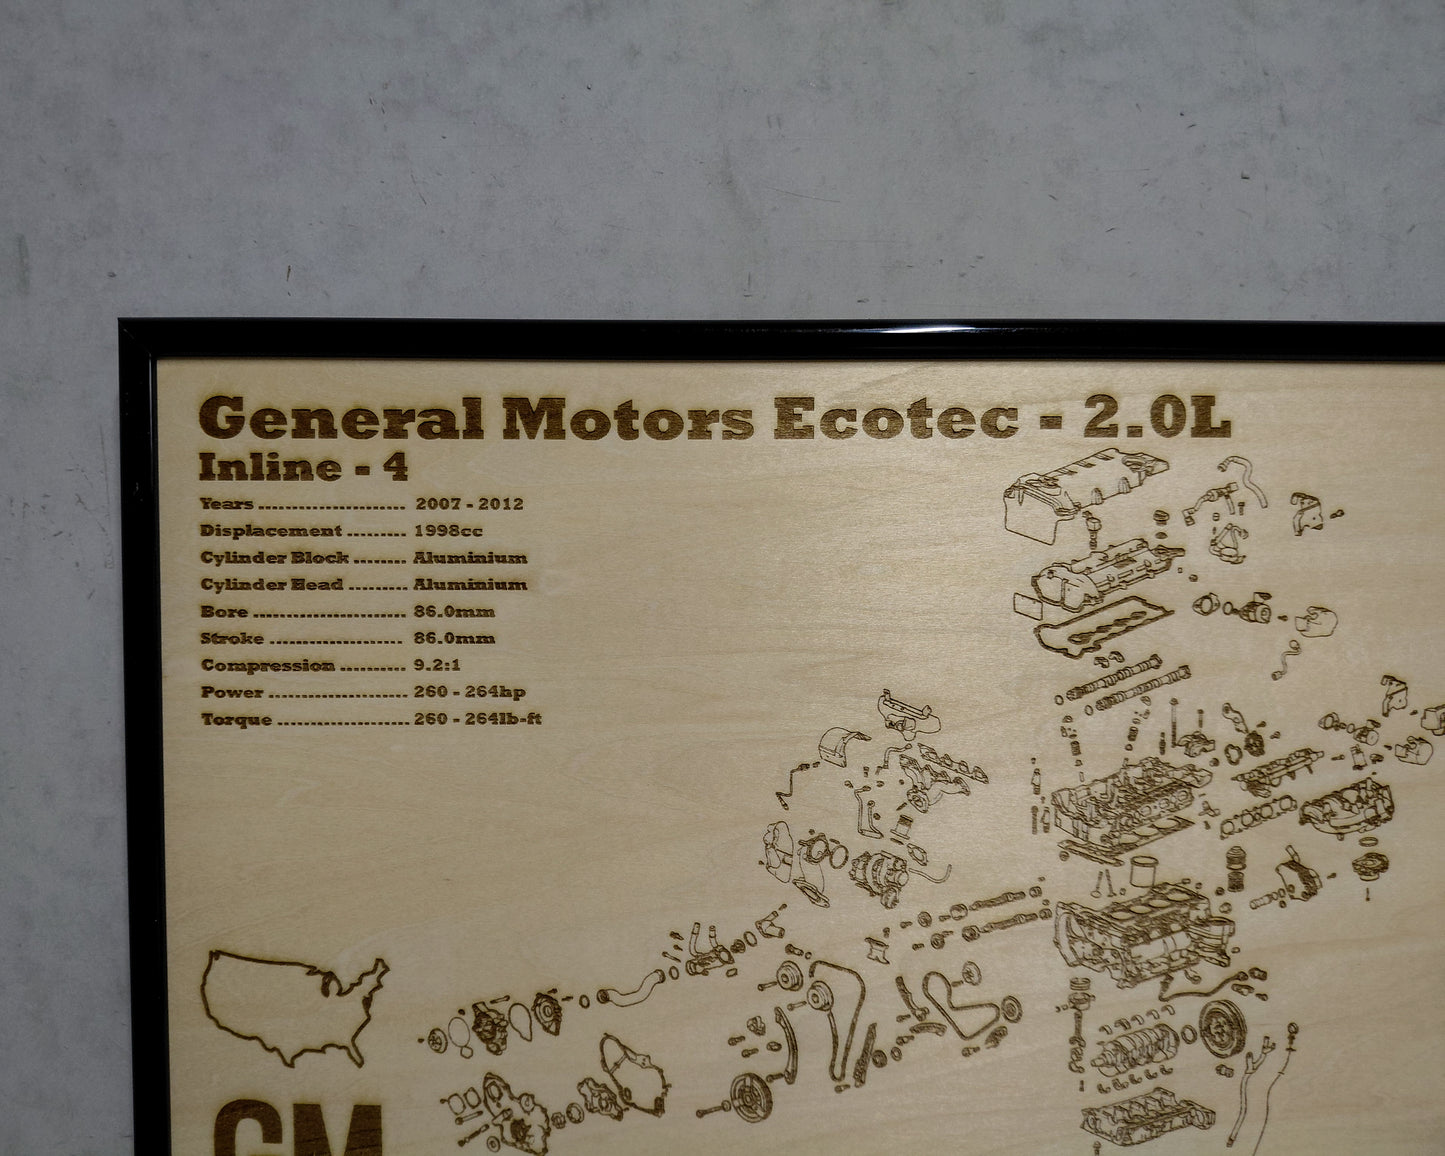 General Motors Ecotec - 2.0L
Inline - 4
Years ...................... 2007 - 2012
Displacement ......... 1998cc
Cylinder Block ........ Aluminium
Cylinder Head ......... Aluminium
Bore ....................... 86.0mm
Stroke .................... 86.0mm
Compression .......... 9.2:1
Power ..................... 260 - 264hp
Torque .................... 260 - 264lb-ft
GM